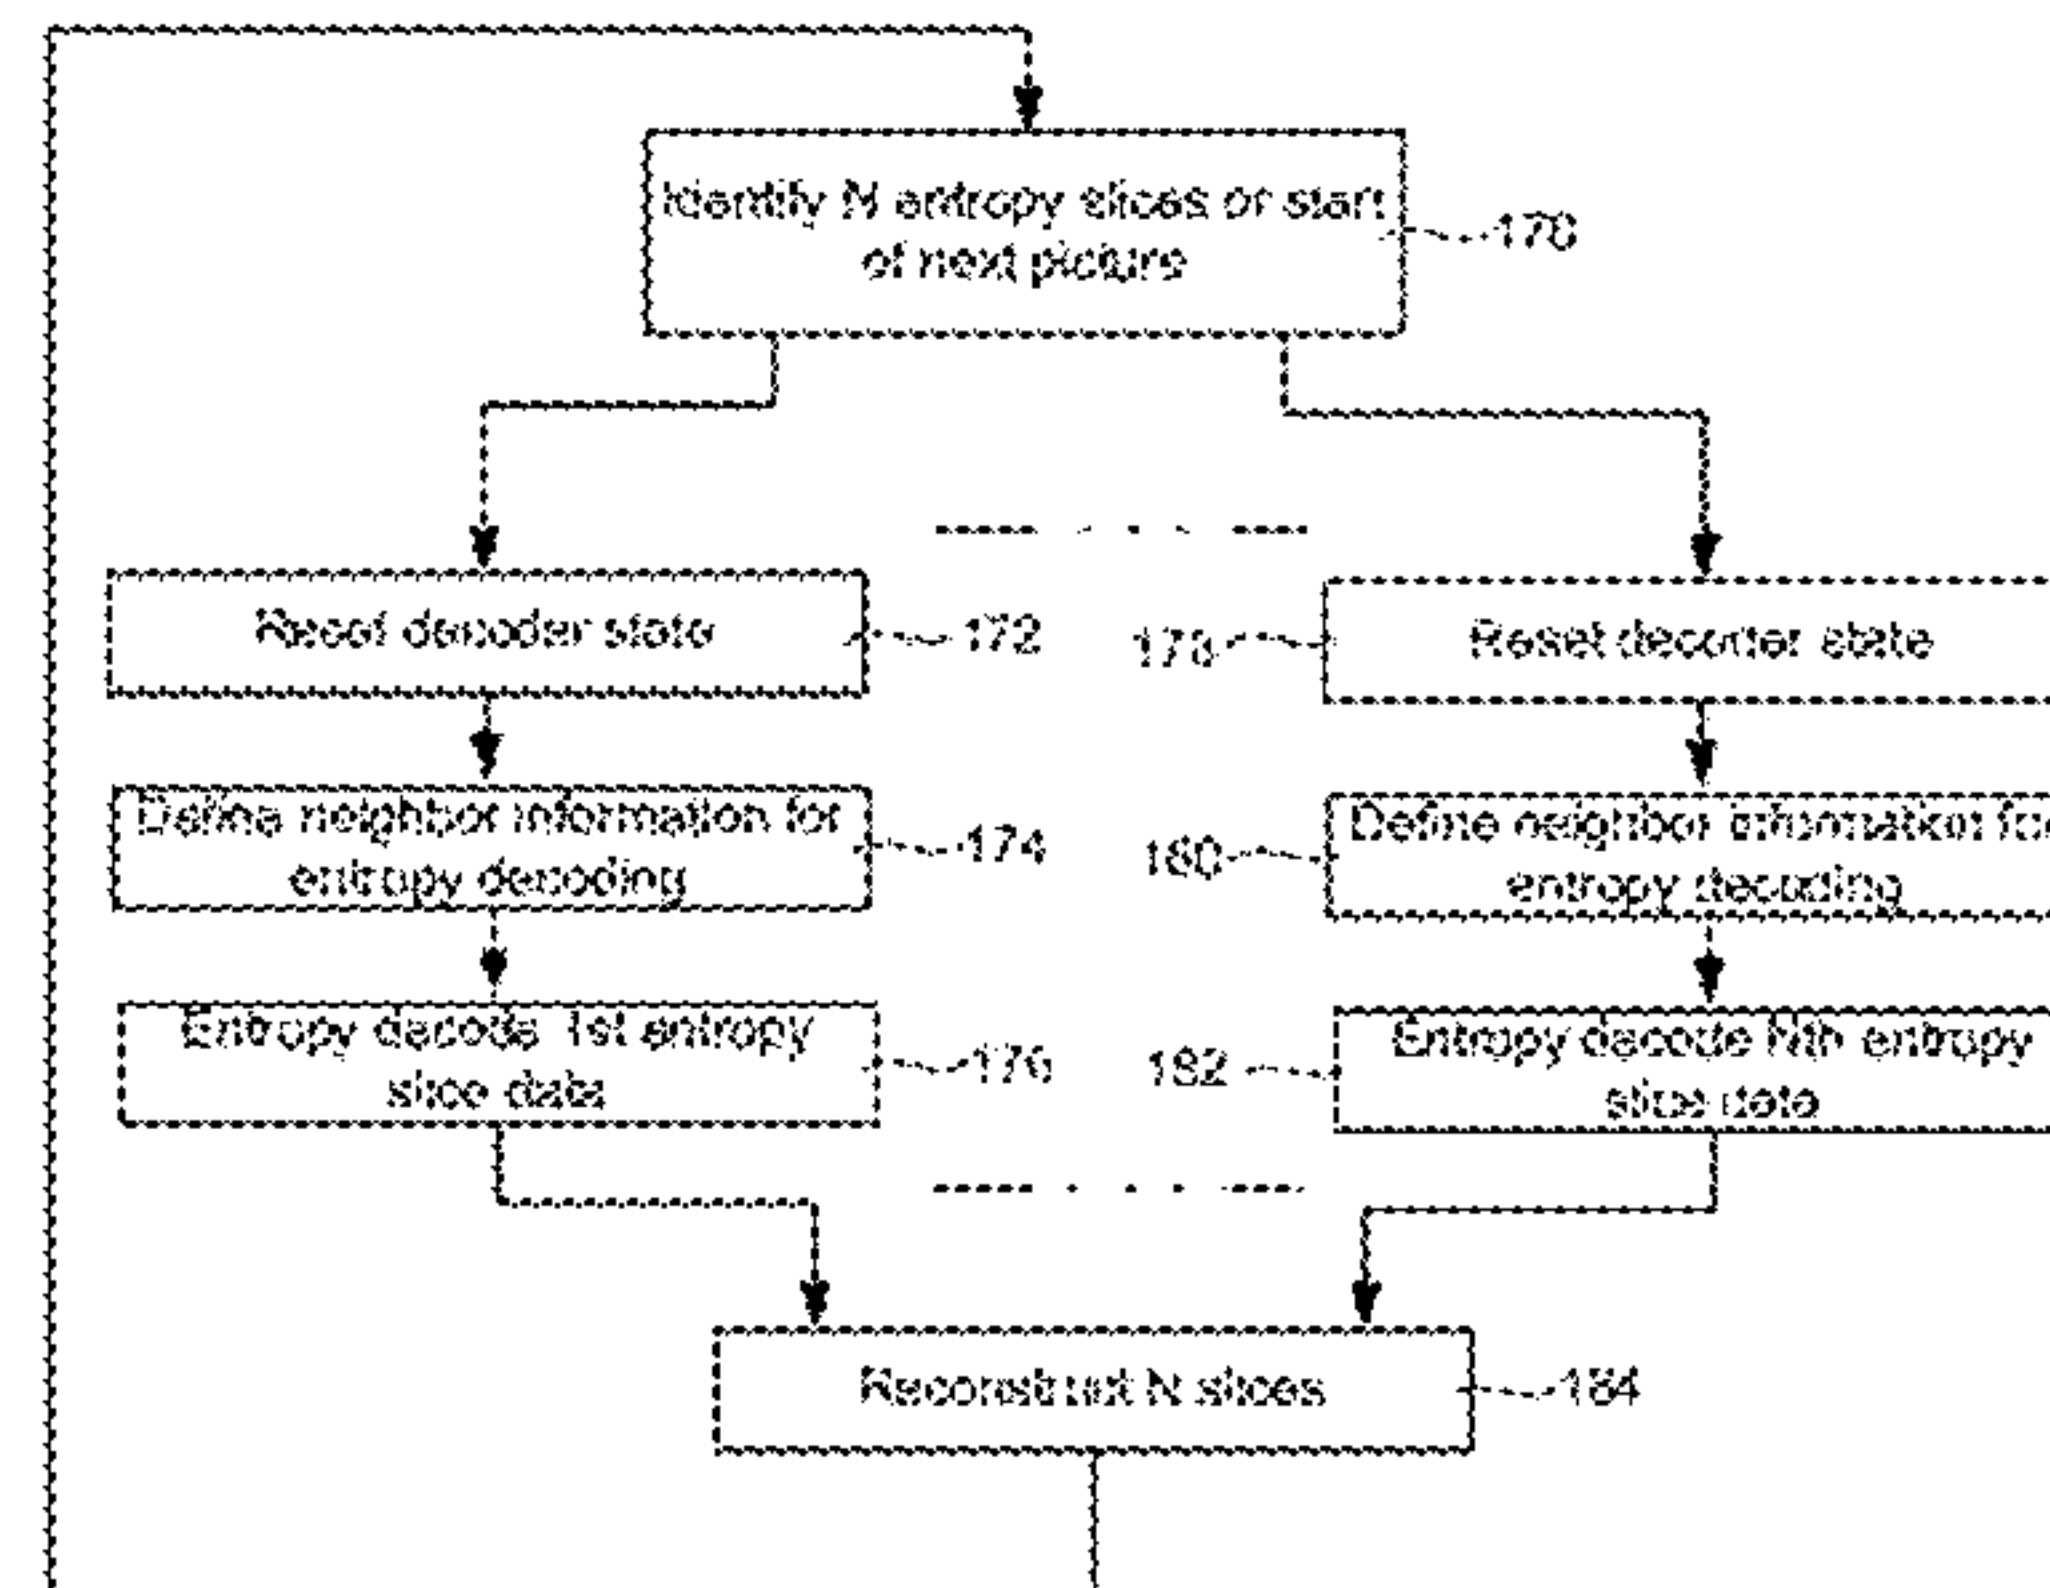 Identify N entropy slices or start
of next picture
170
Reset decoder state
172
178
Reset decoder state
Define neighbor information for
entropy decoding
174
180
Define neighbor information for
entropy decoding
Entropy decode 1st entropy
slice data
176
182
Entropy decode Nth entropy
slice data
Reconstruct N slices
184